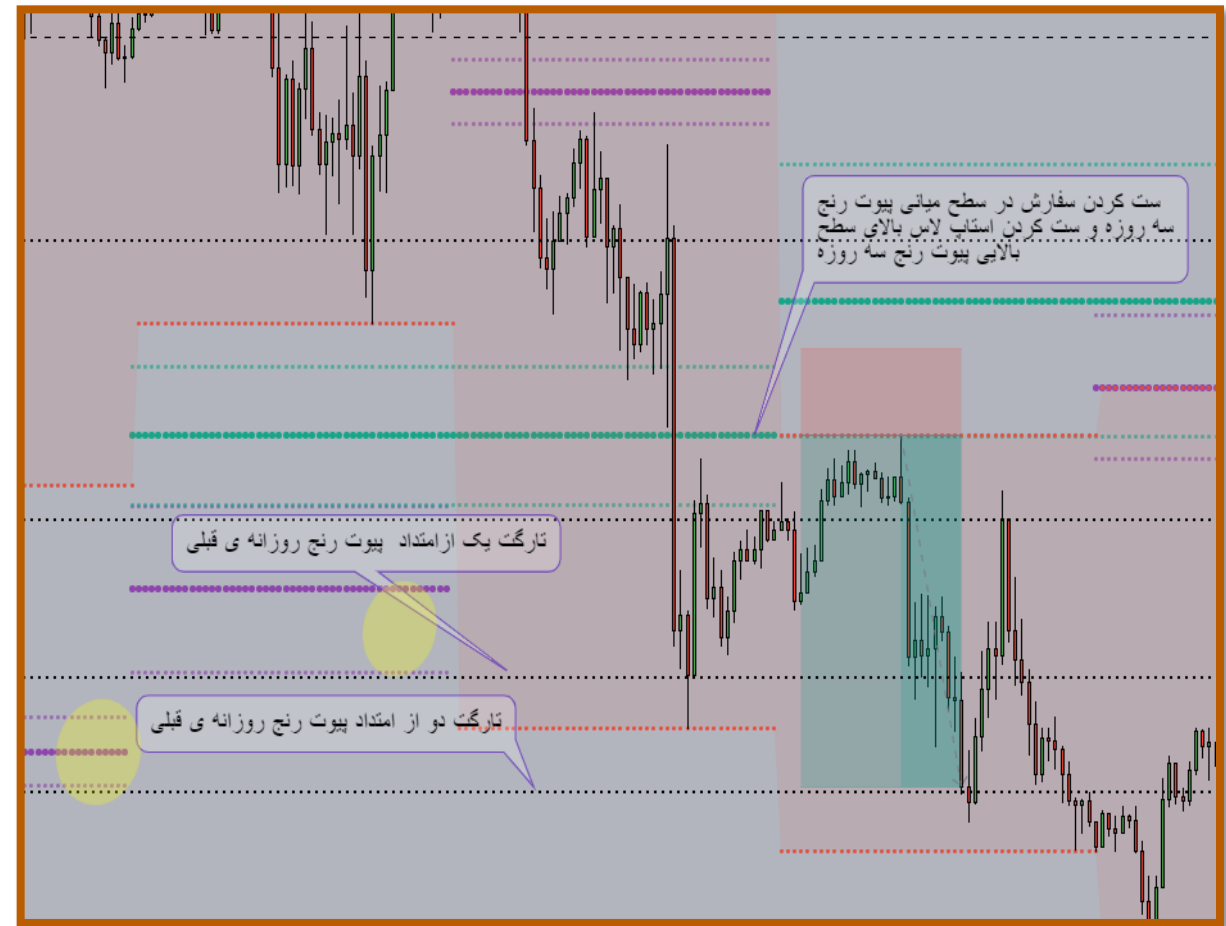 ست کردن سفارش در سطح میانی پیوت رنج
سه روزه و ست کردن استاپ لاس بالای سطح
بالایی پیوت رنج سه روزه
تارگت یک ازامتداد پیوت رنج روزانه ی قبلی
تارگت دو از امتداد پیوت رنج روزانه ی قبلی